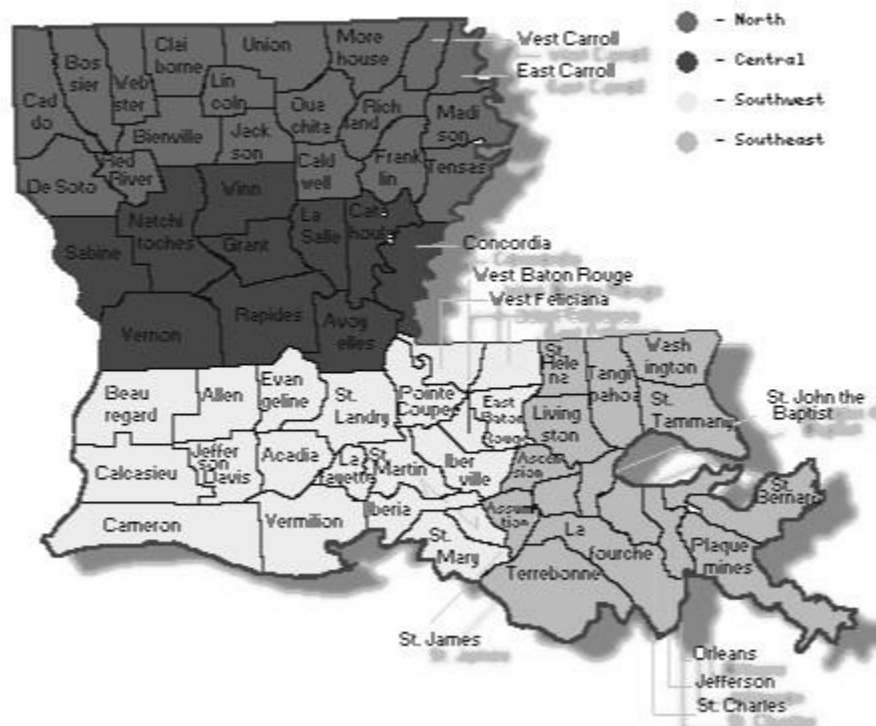 - North
- Central
- Southwest
- Southeast
West Carroll
East Carroll
Cad
do
Bos
sier
Web
ster
Clai
borne
Union
More
house
Lin
coln
Oua
chita
Rich
land
Madi
son
Bienville
Jack
son
Red
River
De Soto
Cald
well
Frank
lin
Tensas
Winn
Natchi
toches
La
Salle
Cata
houla
Grant
Sabine
Concordia
West Baton Rouge
West Feliciana
Vernon
Rapides
Avoy
elles
Beau
regard
Allen
Evan
geline
St.
Landry
Pointe
Coupee
East
Baton
Rouge
St.
Hele
na
Tangi
pahoa
Wash
ington
St.
Tammany
St. John the
Baptist
Living
ston
Calcasieu
Jeffer
son
Davis
Acadia
La
fayette
St.
Martin
Iber
ville
Ascen
sion
St.
Bernard
Cameron
Vermilion
Iberia
St.
Mary
Assump
tion
La
fourche
Terrebonne
Plaque
mines
St. James
Orleans
Jefferson
St. Charles